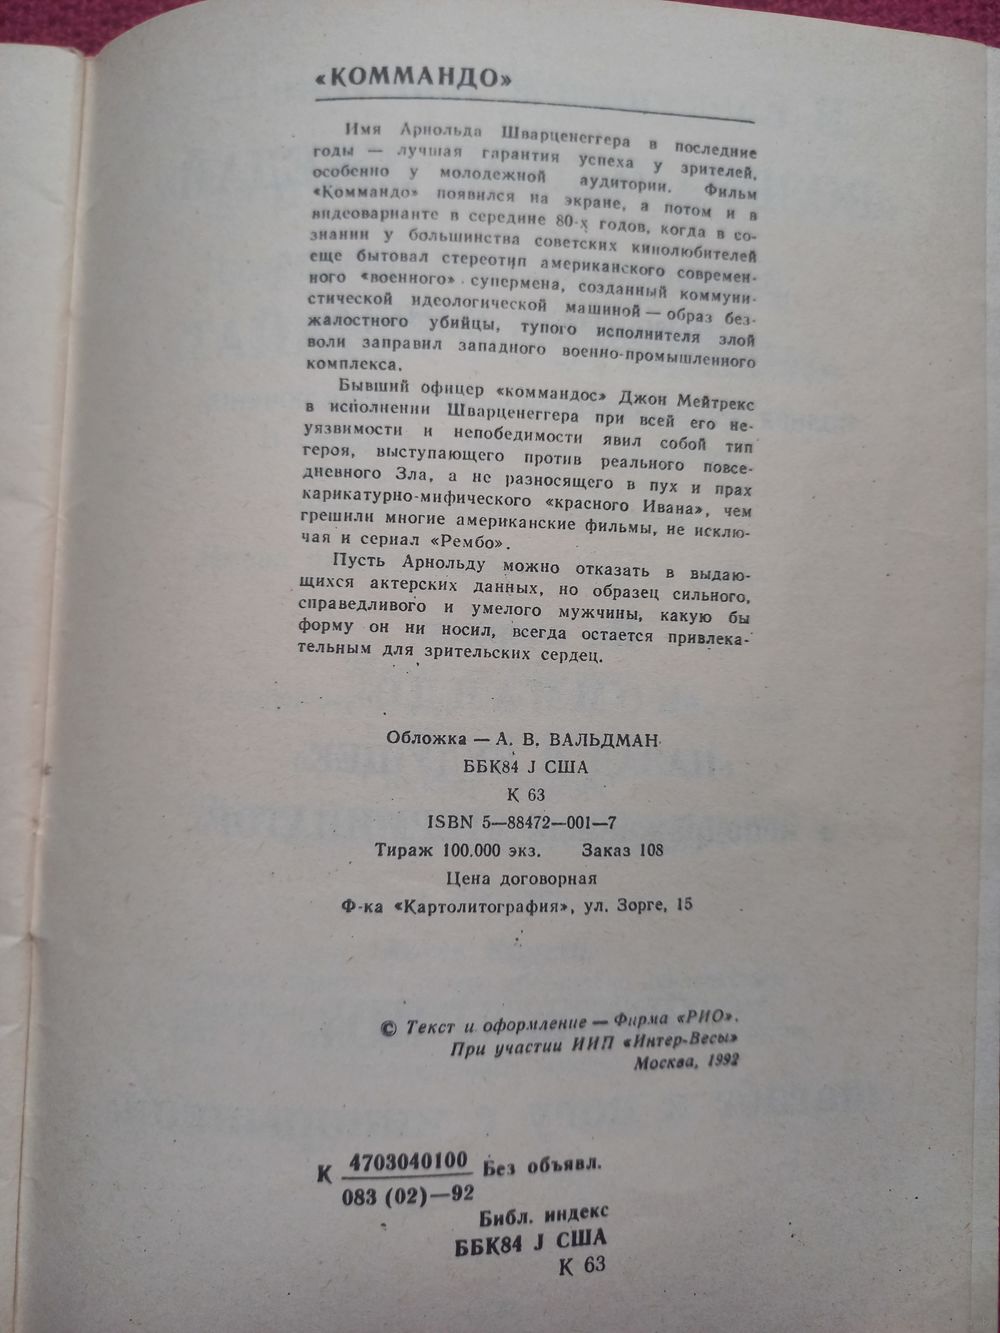 «КОММАНДО»
Имя Арнольда Шварценеггера в последние
годы — лучшая гарантия успеха у зрителей,
особенно у молодежной аудитории. Фильм
«Коммандо» появился на экране, а потом и в
видеоварианте в середине 80-х годов, когда в со-
знании у большинства советских кинолюбителей
еще бытовал стереотип американского современ-
ного «военного» супермена, созданный коммуни-
стической идеологической машиной — образ без-
жалостного убийцы, тупого исполнителя злой
воли заправил западного военно-промышленного
комплекса.
Бывший офицер «коммандос» Джон Мейтрекс
в исполнении Шварценеггера при всей его не-
уязвимости и непобедимости явил собой тип
героя, выступающего против реального повсе-
дневного Зла, а не разносящего в пух и прах
карикатурно-мифического «красного Ивана», чем
грешили многие американские фильмы, не исклю-
чая и сериал «Рембо».
Пусть Арнольду можно отказать в выдаю-
щихся актерских данных, но образец сильного,
справедливого и умелого мужчины, какую бы
форму он ни носил, всегда остается привлека-
тельным для зрительских сердец.
Обложка — А. В. ВАЛЬДМАН
ББК84 J США
К 63
ISBN 5—88472—001—7
Тираж 100.000 экз. Заказ 108
Цена договорная
Ф-ка «Картолитография», ул. Зорге, 15
© Текст и оформление — Фирма «РИО».
При участии ИИП «Интер-Весы»
Москва, 1992
К 4703040100 Без объявл.
083 (02)—92
Библ. индекс
ББК84 J США
К 63